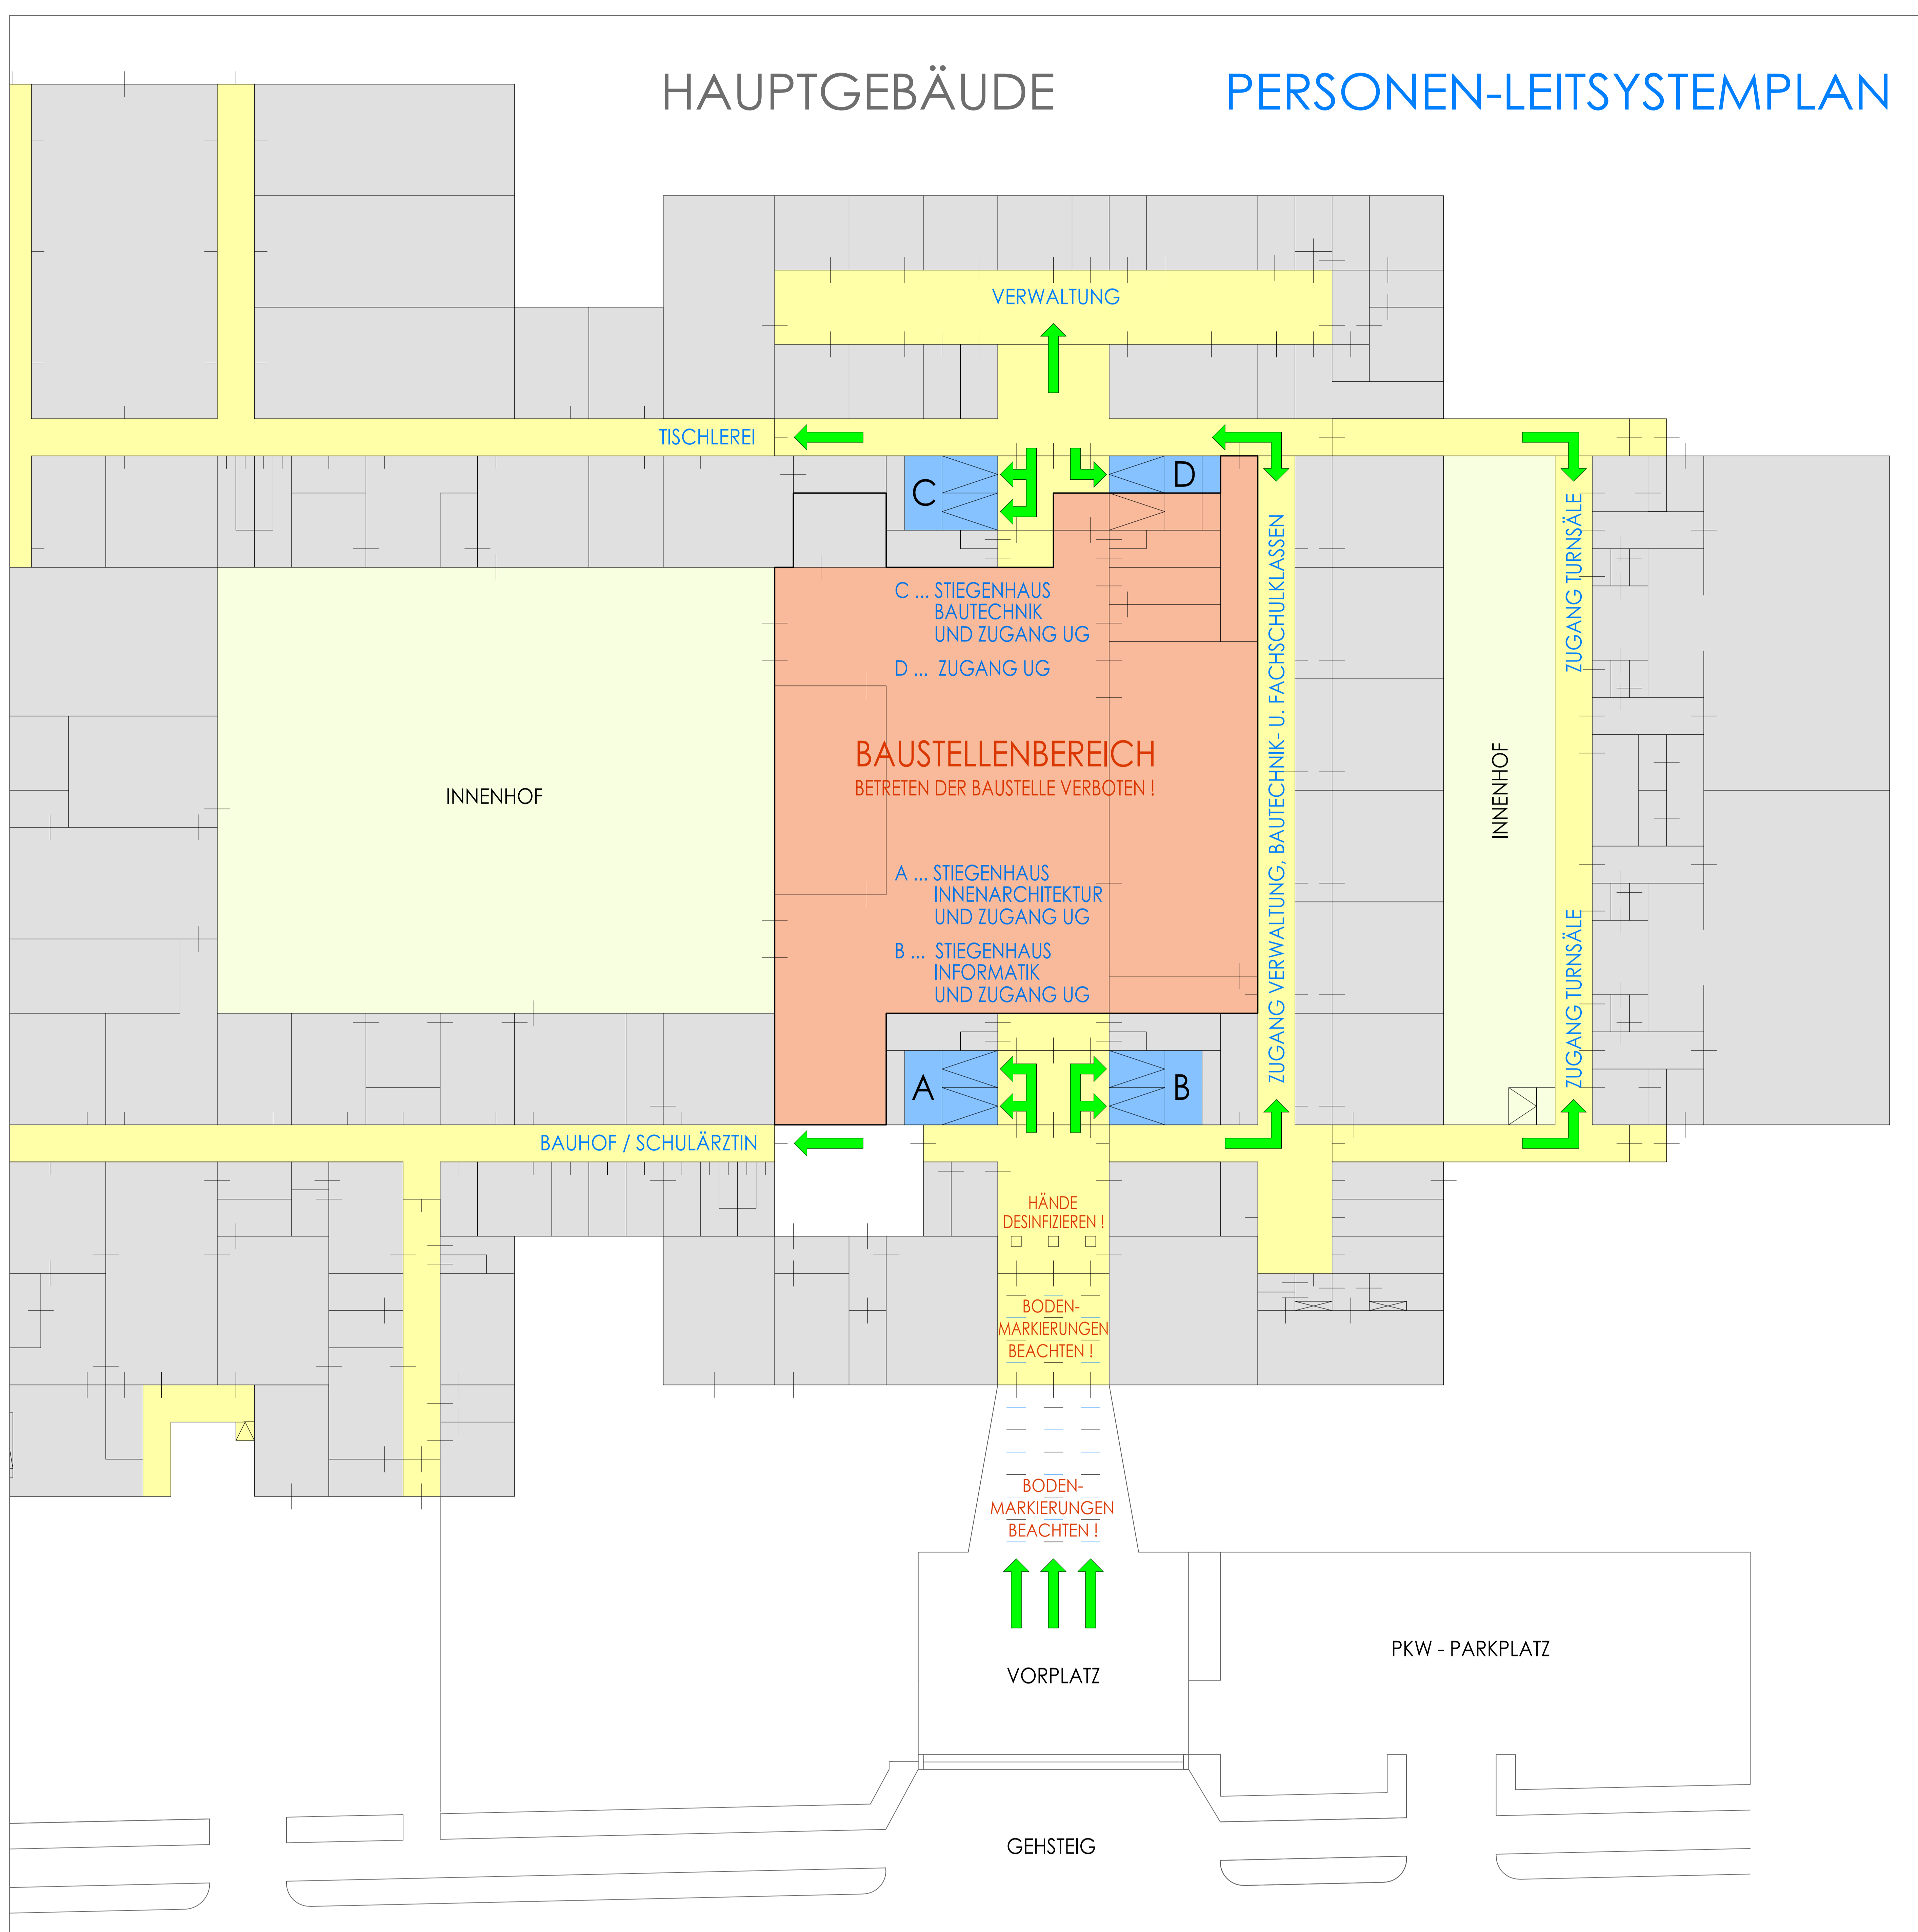 HAUPTGEBÄUDE
PERSONEN-LEITSYSTEMPLAN
VERWALTUNG
TISCHLEREI
C
D
C ... STIEGENHAUS
BAUTECHNIK
UND ZUGANG UG
D ... ZUGANG UG
BAUSTELLENBEREICH
BETRETEN DER BAUSTELLE VERBOTEN !
A ... STIEGENHAUS
INNENARCHITEKTUR
UND ZUGANG UG
B ... STIEGENHAUS
INFORMATIK
UND ZUGANG UG
INNENHOF
ZUGANG VERWALTUNG, BAUTECHNIK- U. FACHSCHULKLASSEN
INNENHOF
ZUGANG TURNSÄLE
ZUGANG TURNSÄLE
A
B
BAUHOF / SCHULÄRZTIN
HÄNDE
DESINFIZIEREN !
BODEN-
MARKIERUNGEN
BEACHTEN !
BODEN-
MARKIERUNGEN
BEACHTEN !
VORPLATZ
PKW - PARKPLATZ
GEHSTEIG